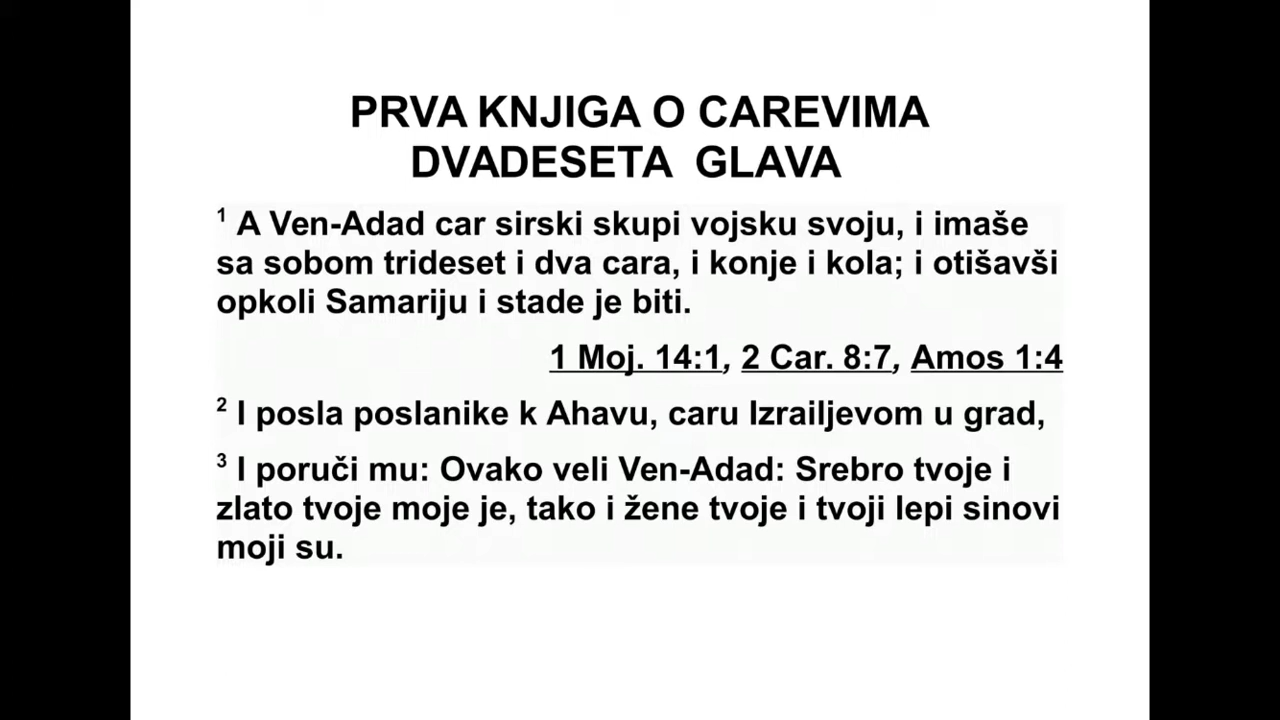 PRVA KNJIGA O CAREVIMA
DVADESETA GLAVA
1 A Ven-Adad car sirski skupi vojsku svoju, i imaše
sa sobom trideset i dva cara, i konje i kola; i otišavši
opkoli Samariju i stade je biti.
1 Moj. 14:1, 2 Car. 8:7, Amos 1:4
2 I posla poslanike k Ahavu, caru Izrailjevom u grad,
3 I poruči mu: Ovako veli Ven-Adad: Srebro tvoje i
zlato tvoje moje je, tako i žene tvoje i tvoji lepi sinovi
moji su.